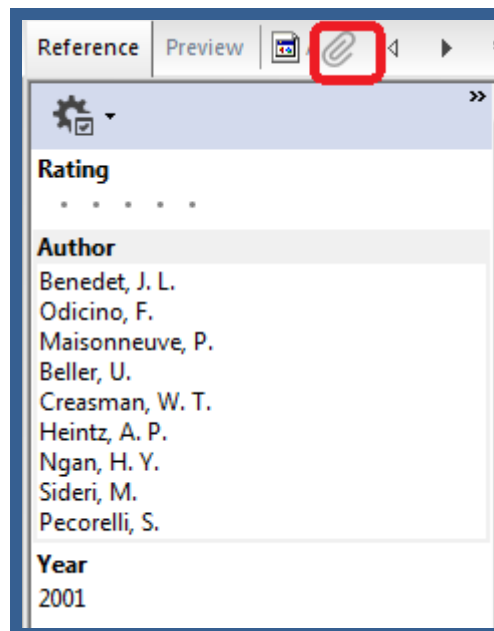 Reference Preview
Rating
Author
Benedet, J. L.
Odicino, F.
Maisonneuve, P.
Beller, U.
Creasman, W. T.
Heintz, A. P.
Ngan, H. Y.
Sideri, M.
Pecorelli, S.
Year
2001